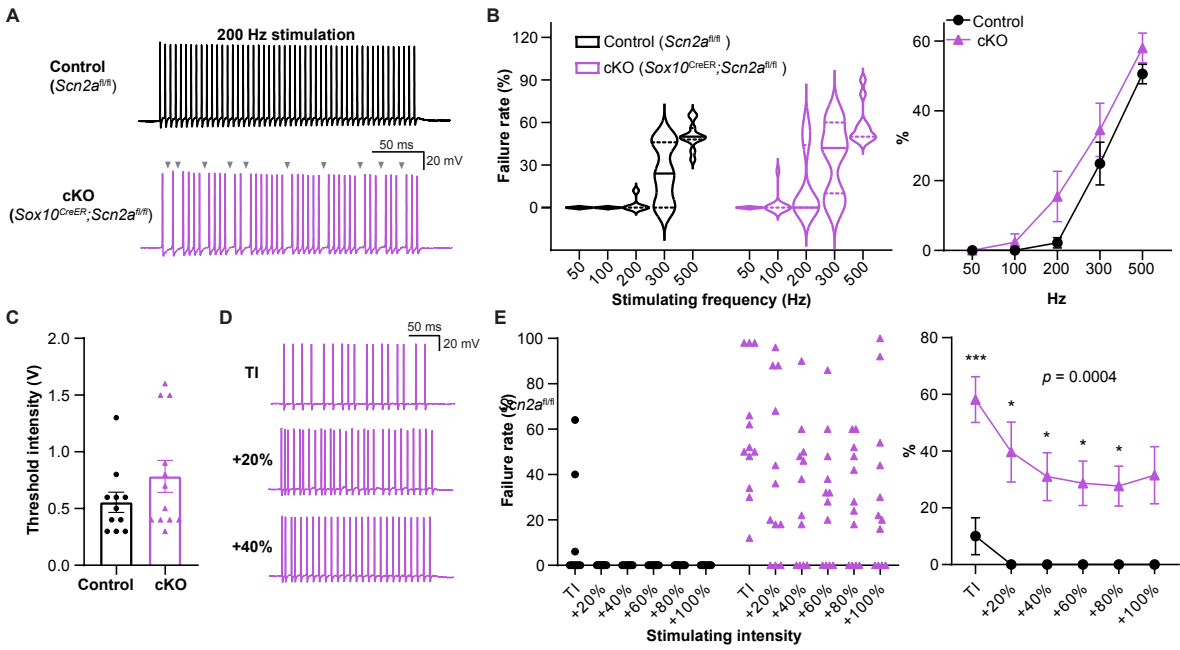 A
200 Hz stimulation
Control
(Scn2afl/fl)
50 ms
20 mV
cKO
(Sox10CreER;Scn2afl/fl)
B
Failure rate (%)
120
90
60
30
0
Control (Scn2afl/fl)
cKO (Sox10CreER;Scn2afl/fl)
50 100 200 300 500 50 100 200 300 500
Stimulating frequency (Hz)
Control
cKO
%
60
40
20
0
50 100 200 300 500
Hz
C
Threshold intensity (V)
2.0
1.5
1.0
0.5
0.0
Control cKO
D
50 ms
20 mV
TI
+20%
+40%
E
Failure rate (%)
Scn2afl/fl
100
80
60
40
20
0
TI +20% +40% +60% +80% +100% TI +20% +40% +60% +80% +100%
Stimulating intensity
%
80
60
40
20
0
***
p = 0.0004
* * * *
TI +20% +40% +60% +80% +100%